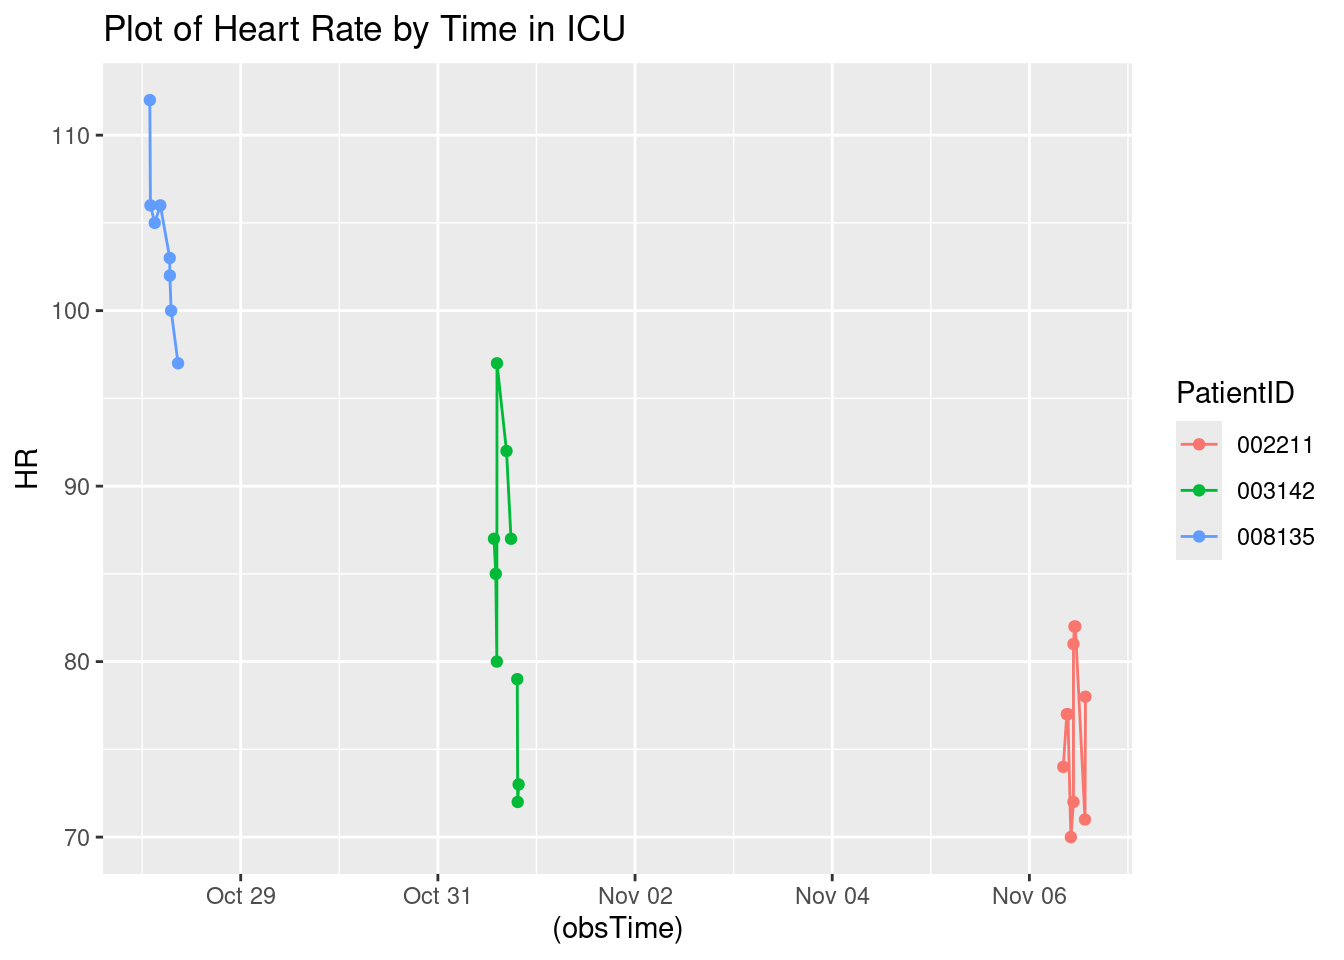 Plot of Heart Rate by Time in ICU
110
100
90
80
70
HR
Oct 29
Oct 31
Nov 02
Nov 04
Nov 06
(obsTime)
PatientID
002211
003142
008135